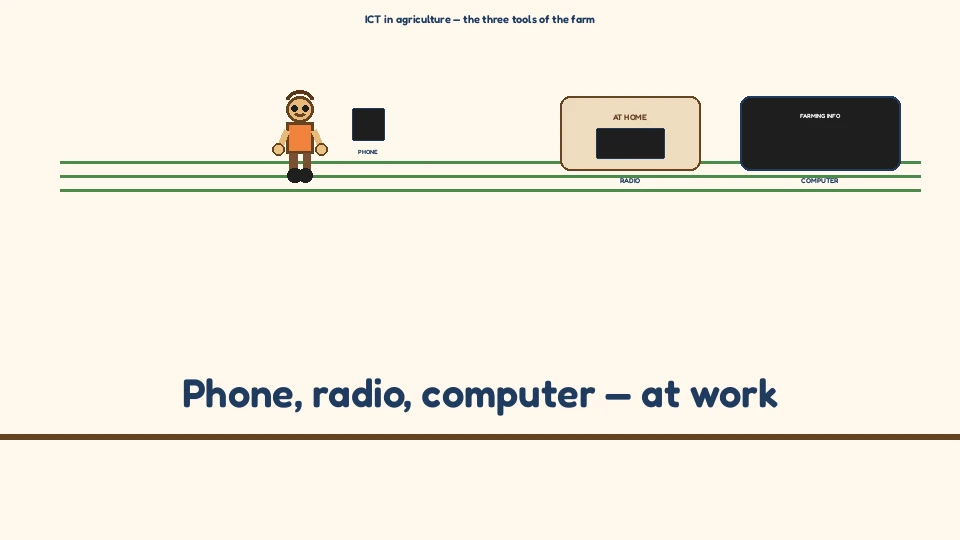 ICT in agriculture — the three tools of the farm
AT HOME
FARMING INFO
PHONE
RADIO
COMPUTER
Phone, radio, computer — at work